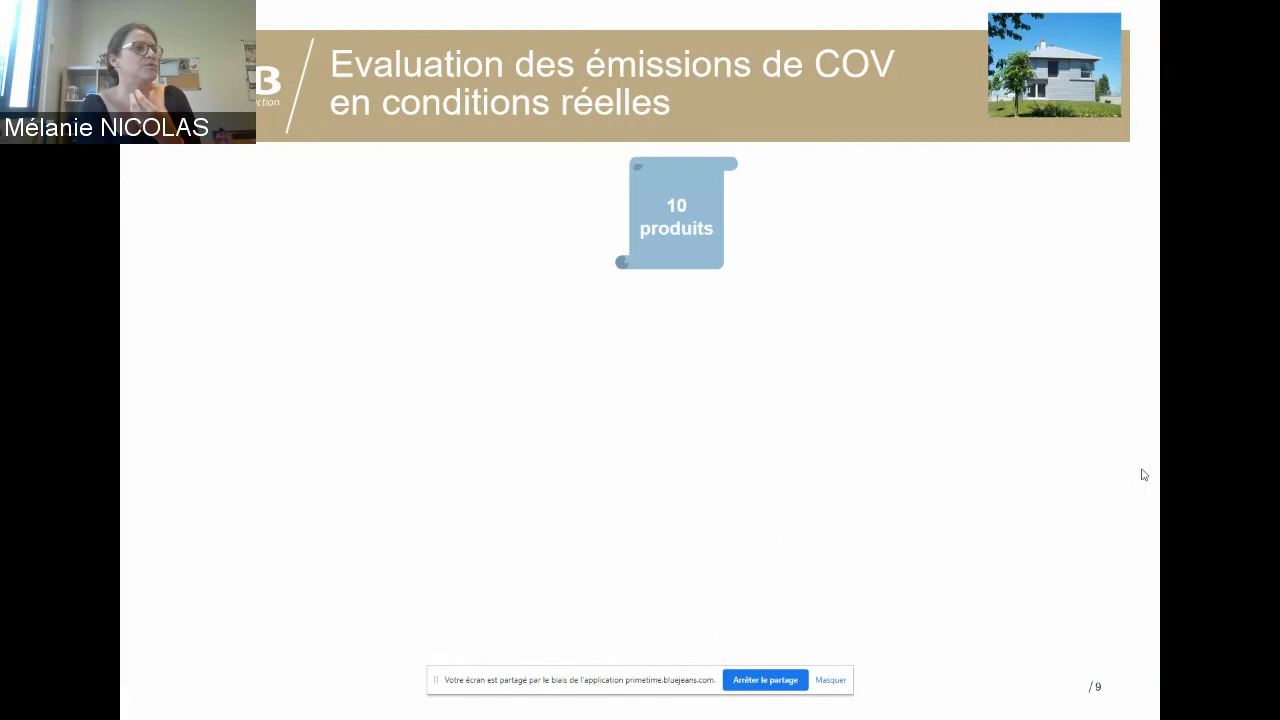 Mélanie NICOLAS
B
Evaluation des émissions de COV
en conditions réelles
10
produits
Votre écran est partagé par le biais de l'application primetime.bluejeans.com.
Arrêter le partage
Masquer
/ 9